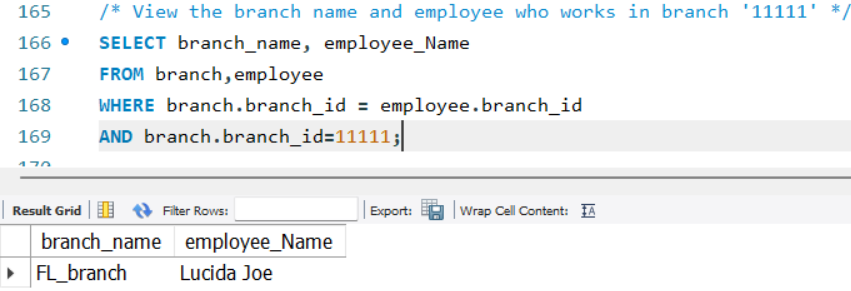 165 /* View the branch name and employee who works in branch '11111' */
166 SELECT branch_name, employee_Name
167 FROM branch,employee
168 WHERE branch.branch_id = employee.branch_id
169 AND branch.branch_id=11111;
170
Result Grid Filter Rows: Export: Wrap Cell Content: IA
branch_name employee_Name
FL_branch Lucida Joe